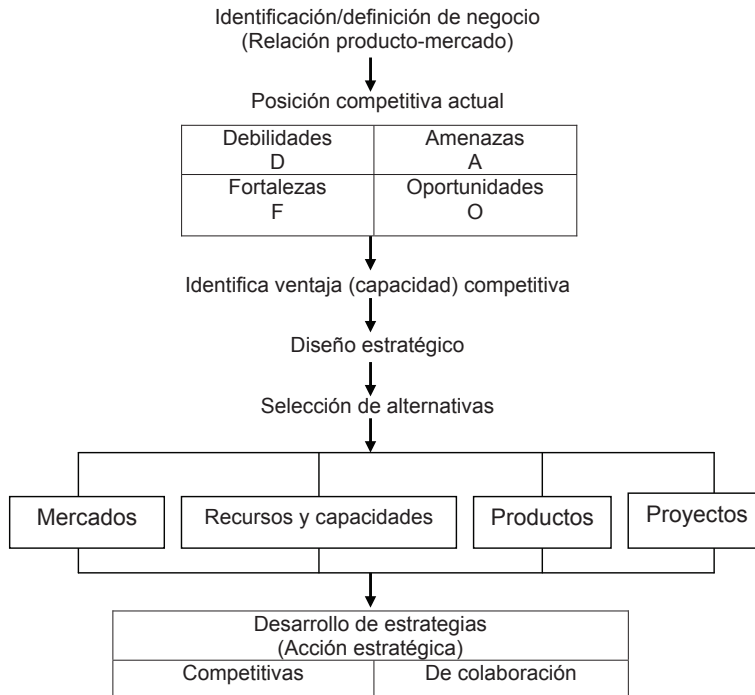 Identificación/definición de negocio
(Relación producto-mercado)
Posición competitiva actual
Debilidades
D
Amenazas
A
Fortalezas
F
Oportunidades
O
Identifica ventaja (capacidad) competitiva
Diseño estratégico
Selección de alternativas
Mercados
Recursos y capacidades
Productos
Proyectos
Desarrollo de estrategias
(Acción estratégica)
Competitivas
De colaboración